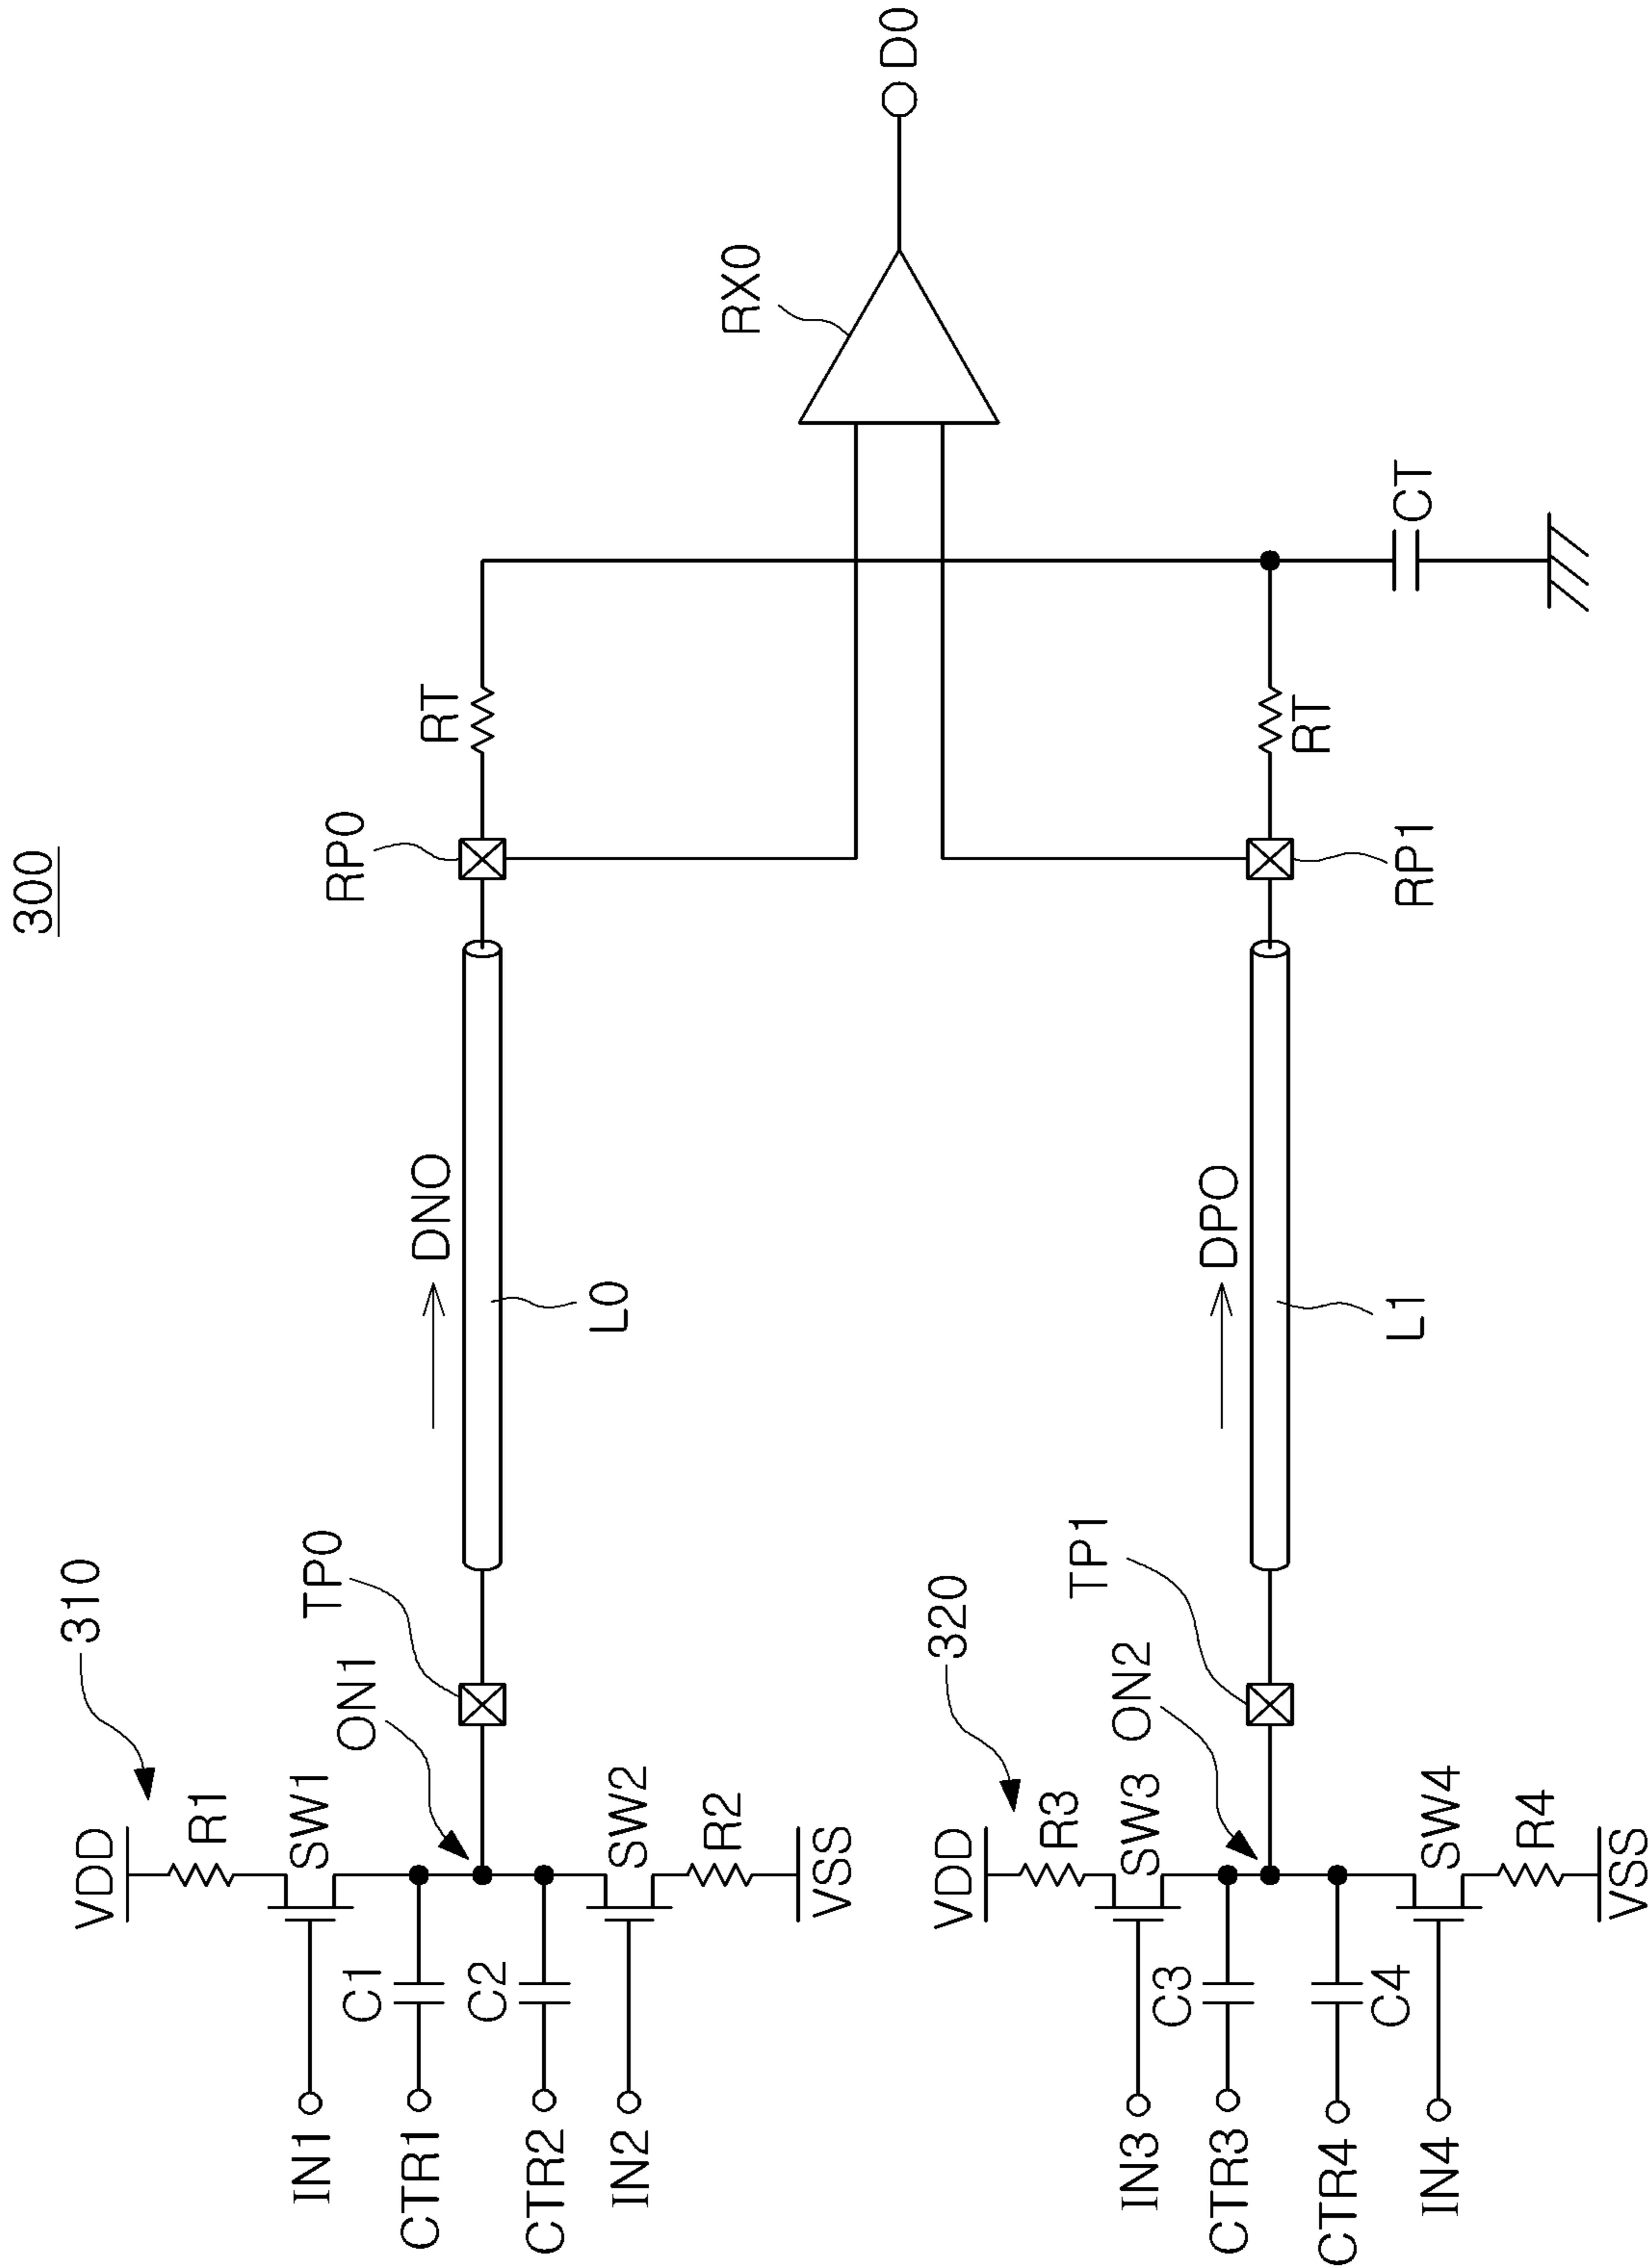 300
310
VDD
R1
IN1
SW1
C1
CTR1
ON1
TP0
C2
CTR2
SW2
IN2
R2
VSS
DNO
L0
RP0
RT
RX0
D0
320
VDD
R3
IN3
SW3
C3
CTR3
ON2
TP1
C4
CTR4
SW4
IN4
R4
VSS
DPO
L1
RP1
RT
CT